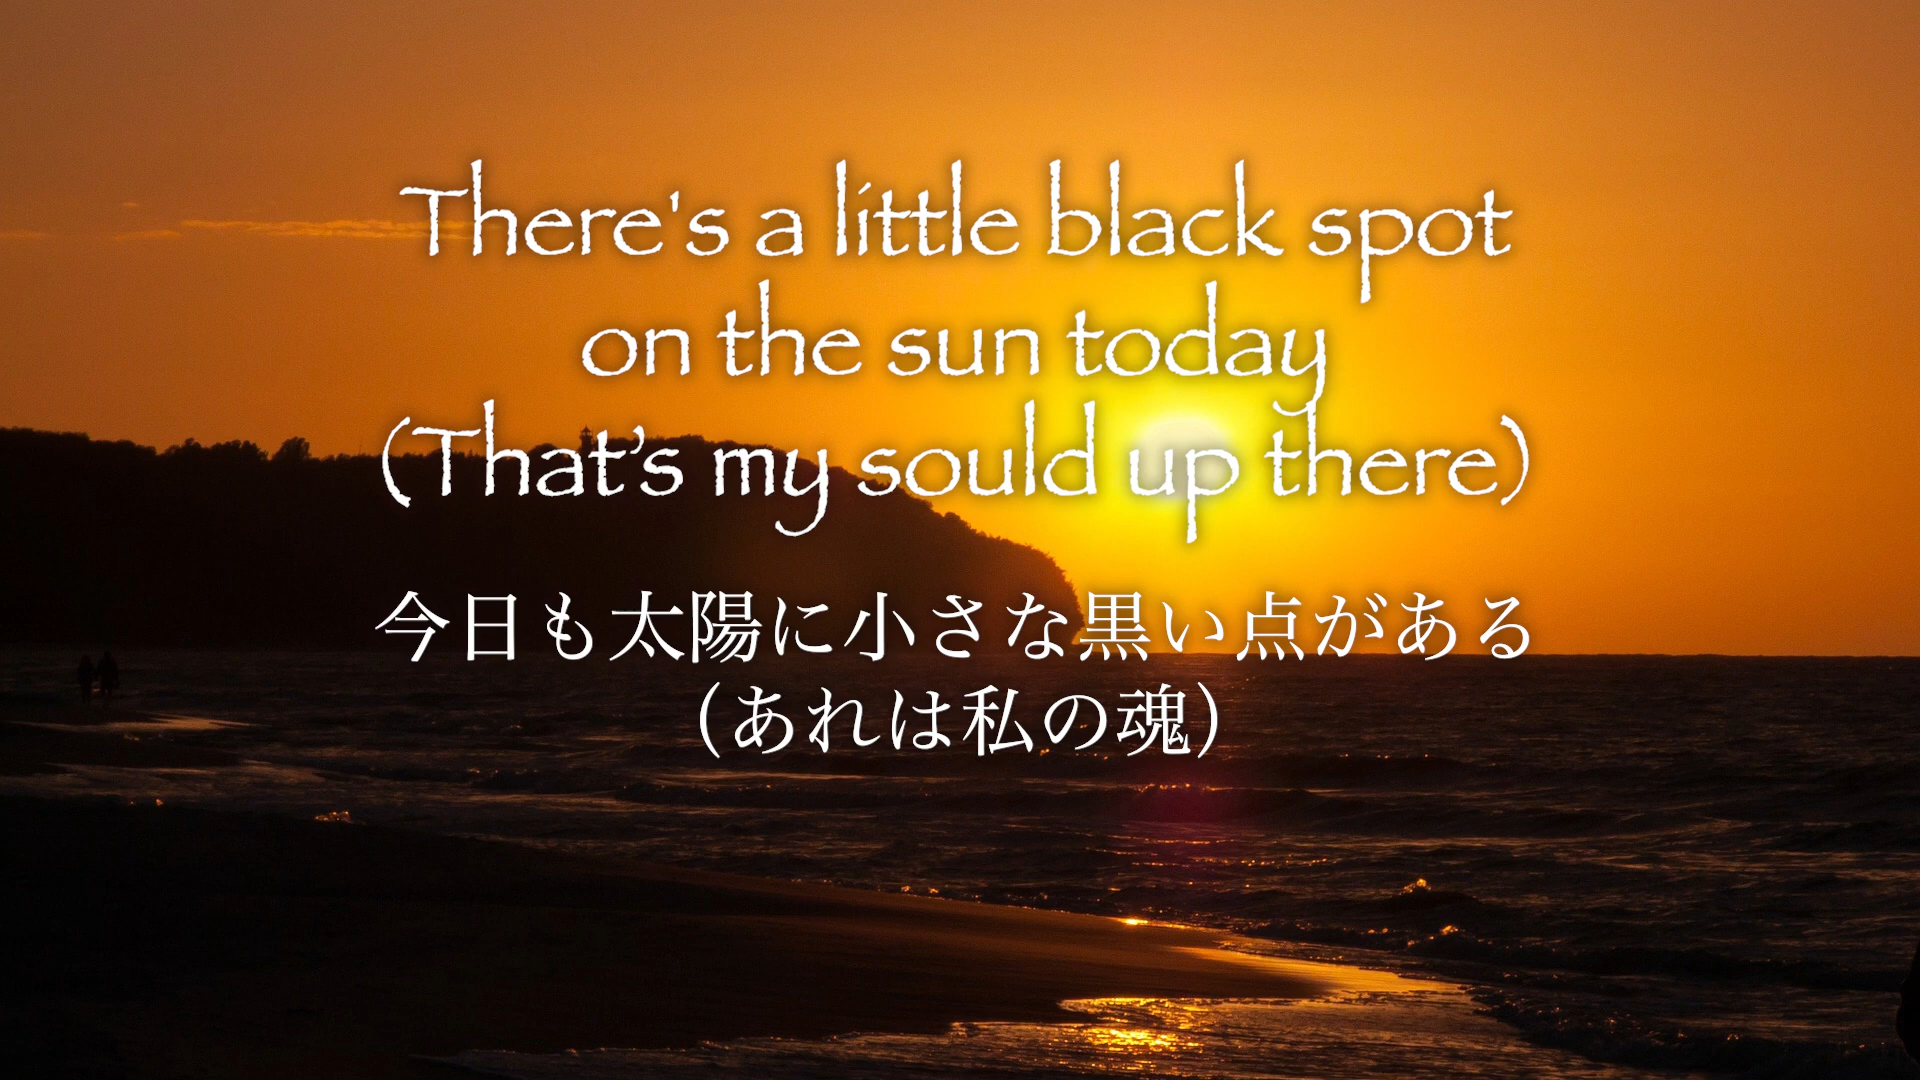 There's a little black spot
on the sun today
(That’s my sould up there)
今日も太陽に小さな黒い点がある
(あれは私の魂)